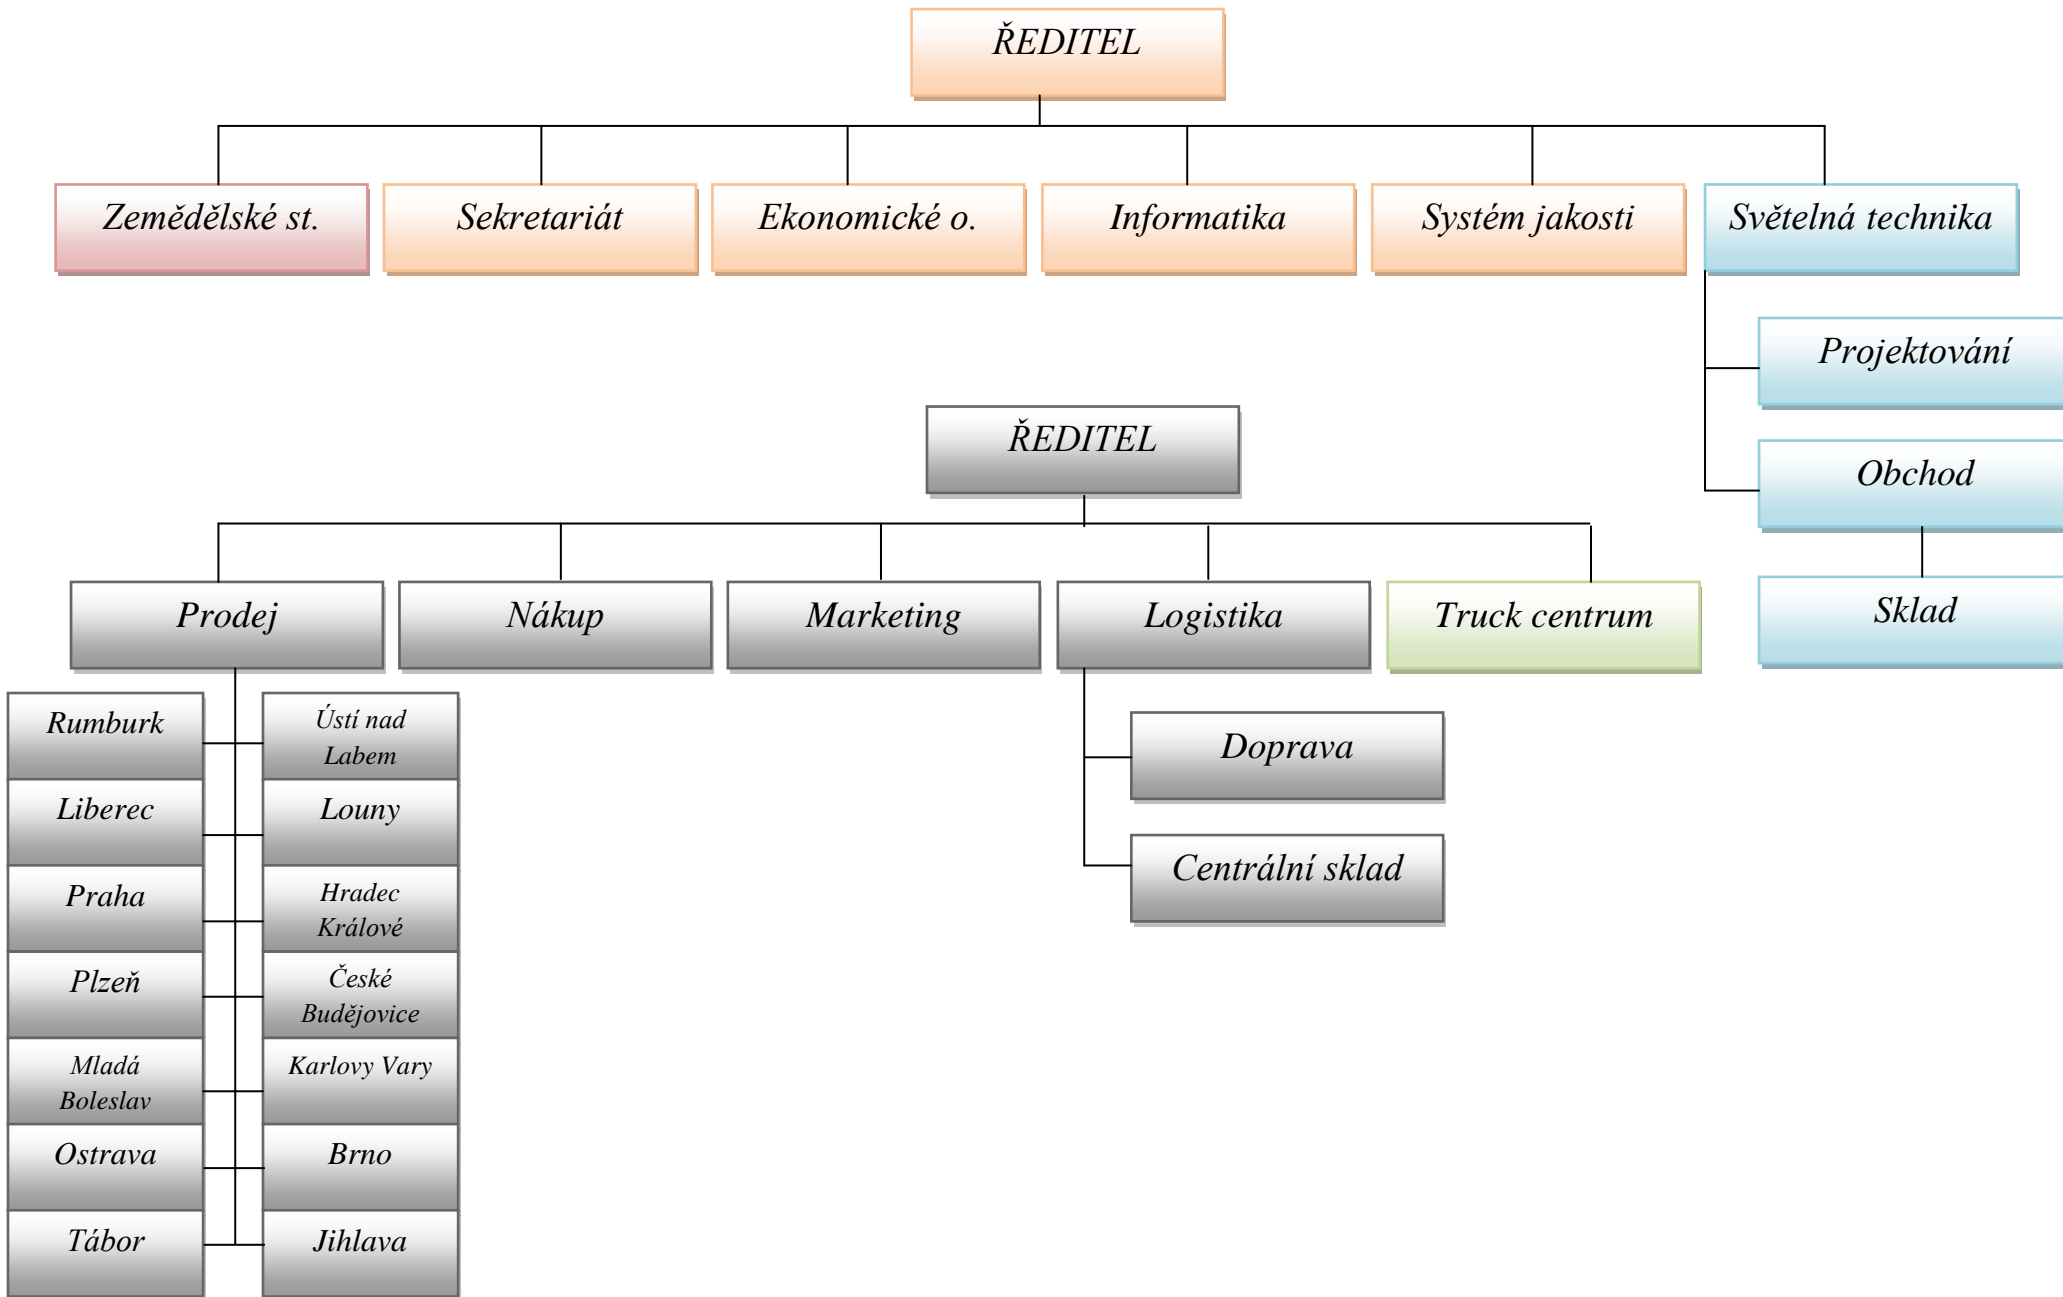 ŘEDITEL
Zemědělské st.
Sekretariát
Ekonomické o.
Informatika
Systém jakosti
Světelná technika
Projektování
Obchod
Sklad
ŘEDITEL
Prodej
Nákup
Marketing
Logistika
Truck centrum
Rumburk
Ústí nad
Labem
Liberec
Louny
Praha
Hradec
Králové
Plzeň
České
Budějovice
Mladá
Boleslav
Karlovy Vary
Ostrava
Brno
Tábor
Jihlava
Doprava
Centrální sklad